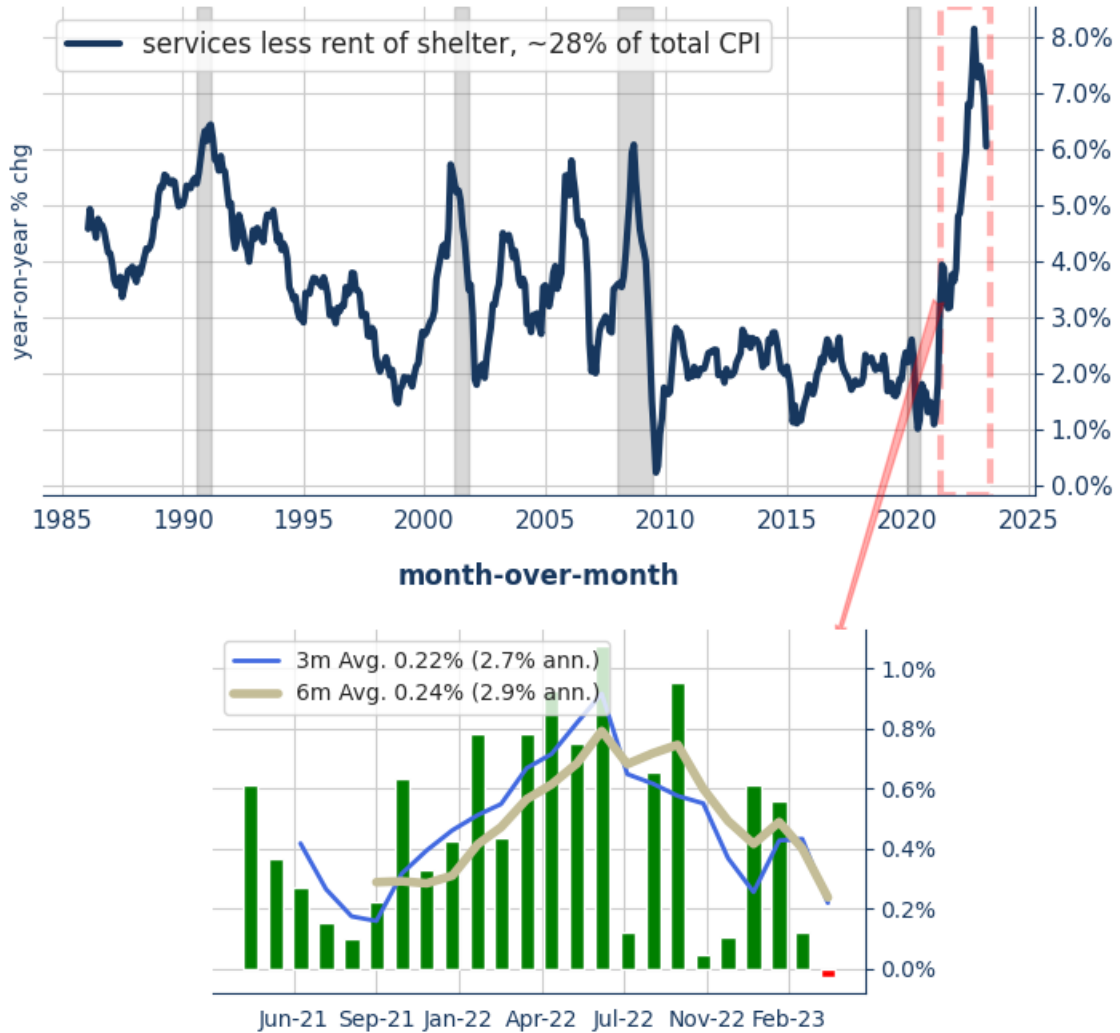 services less rent of shelter, ~28% of total CPI
year-on-year % chg
8.0%
7.0%
6.0%
5.0%
4.0%
3.0%
2.0%
1.0%
0.0%
1985 1990 1995 2000 2005 2010 2015 2020 2025
month-over-month
3m Avg. 0.22% (2.7% ann.)
6m Avg. 0.24% (2.9% ann.)
1.0%
0.8%
0.6%
0.4%
0.2%
0.0%
Jun-21 Sep-21 Jan-22 Apr-22 Jul-22 Nov-22 Feb-23